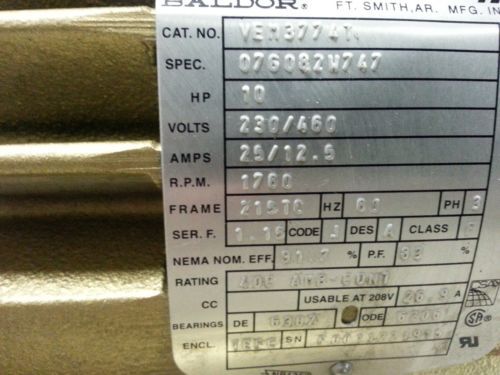 BALDOR FT. SMITH, AR. MFG. IN
CAT. NO. VEM3774T
SPEC. 07G082W747
HP 10
VOLTS 230/460
AMPS 25/12.5
R.P.M. 1760
FRAME 215TC HZ 60 PH 3
SER. F. 1.15 CODE J DES A CLASS F
NEMA NOM. EFF. 91.7 % P.F. 83 %
RATING 40C AMB-CONT
CC USABLE AT 208V 26.9 A
BEARINGS DE 6307 ODE 6206
ENCL. TEFC SN